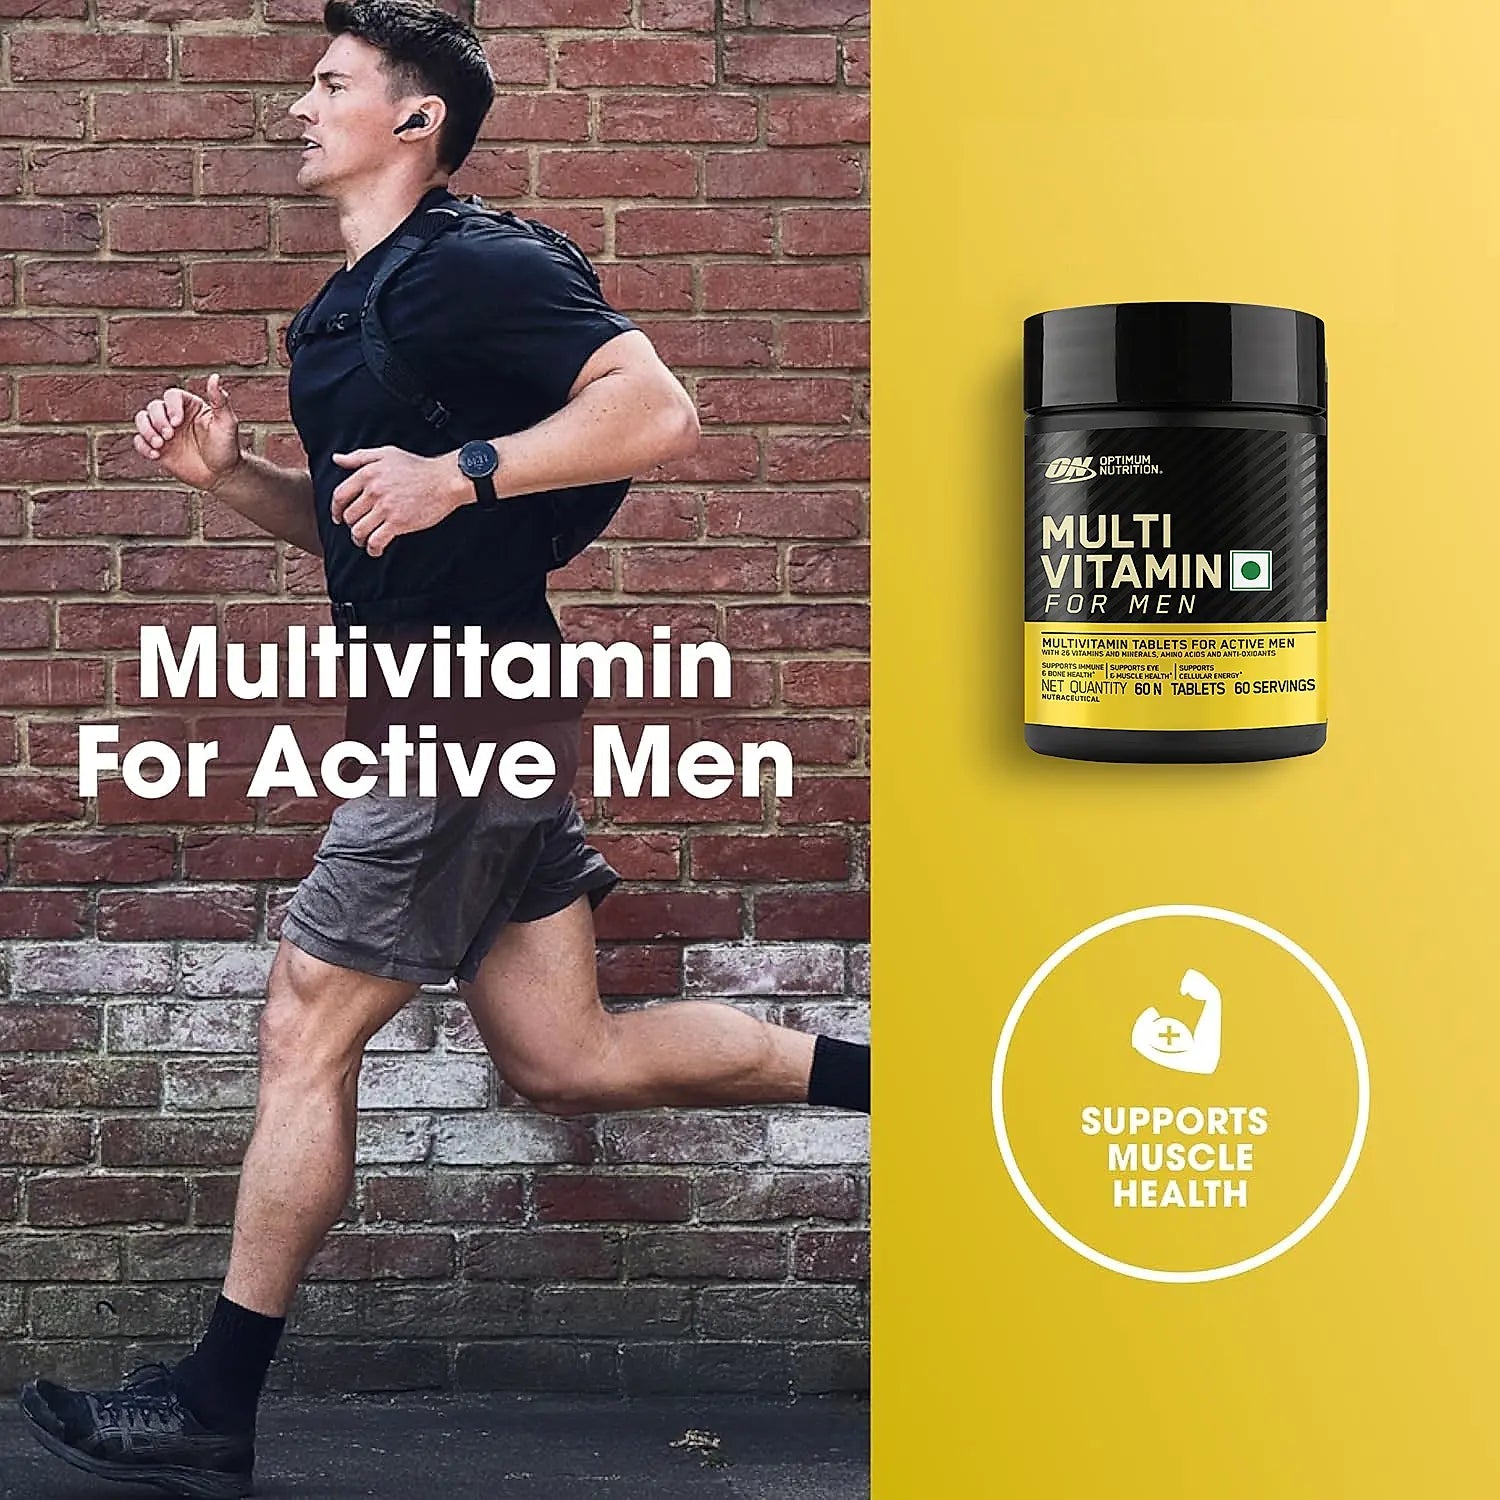 Multivitamin
For Active Men
ON OPTIMUM
NUTRITION®
MULTI
VITAMIN
FOR MEN
MULTIVITAMIN TABLETS FOR ACTIVE MEN
WITH 26 VITAMINS AND MINERALS, AMINO ACIDS AND ANTI-OXIDANTS
SUPPORTS IMMUNE
& BONE HEALTH*
SUPPORTS EYE
& MUSCLE HEALTH*
SUPPORTS
CELLULAR ENERGY*
NET QUANTITY 60 N TABLETS 60 SERVINGS
NUTRACEUTICAL
SUPPORTS
MUSCLE
HEALTH